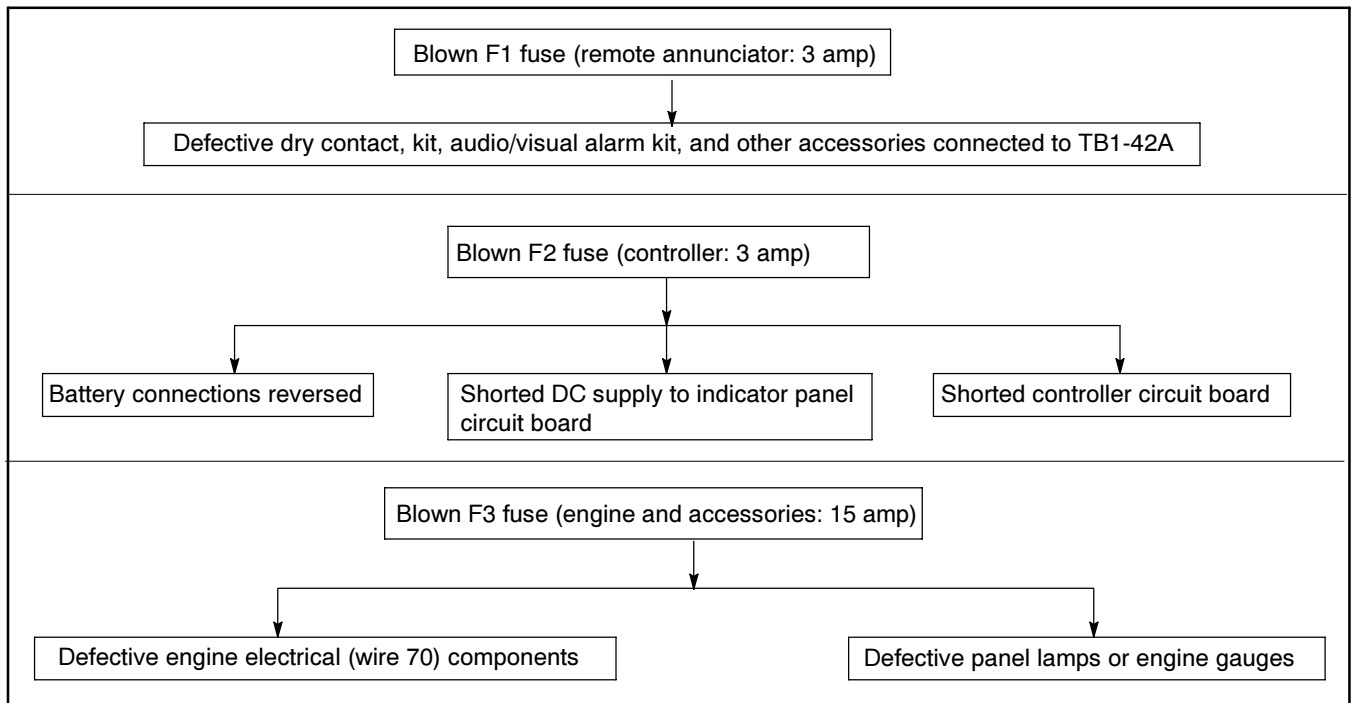 Blown F1 fuse (remote annunciator: 3 amp)
Defective dry contact, kit, audio/visual alarm kit, and other accessories connected to TB1-42A
Blown F2 fuse (controller: 3 amp)
Battery connections reversed
Shorted DC supply to indicator panel
circuit board
Shorted controller circuit board
Blown F3 fuse (engine and accessories: 15 amp)
Defective engine electrical (wire 70) components
Defective panel lamps or engine gauges